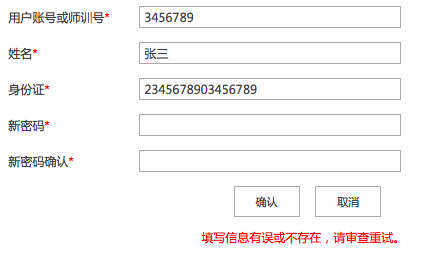 用户账号或师训号* 3456789
姓名* 张三
身份证* 2345678903456789
新密码*
新密码确认*
确认 取消
填写信息有误或不存在，请审查重试。